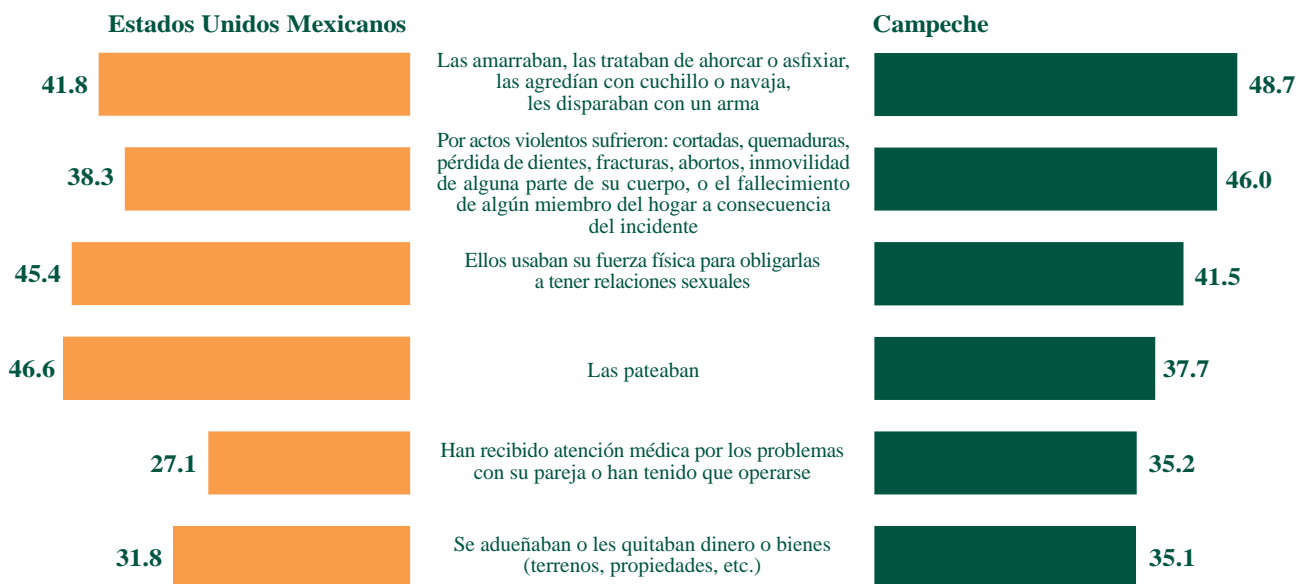 Estados Unidos Mexicanos
Campeche
41.8
Las amarraban, las trataban de ahorcar o asfixiar,
las agredían con cuchillo o navaja,
les disparaban con un arma
48.7
38.3
Por actos violentos sufrieron: cortadas, quemaduras,
pérdida de dientes, fracturas, abortos, inmovilidad
de alguna parte de su cuerpo, o el fallecimiento
de algún miembro del hogar a consecuencia
del incidente
46.0
45.4
Ellos usaban su fuerza física para obligarlas
a tener relaciones sexuales
41.5
46.6
Las pateaban
37.7
27.1
Han recibido atención médica por los problemas
con su pareja o han tenido que operarse
35.2
31.8
Se adueñaban o les quitaban dinero o bienes
(terrenos, propiedades, etc.)
35.1